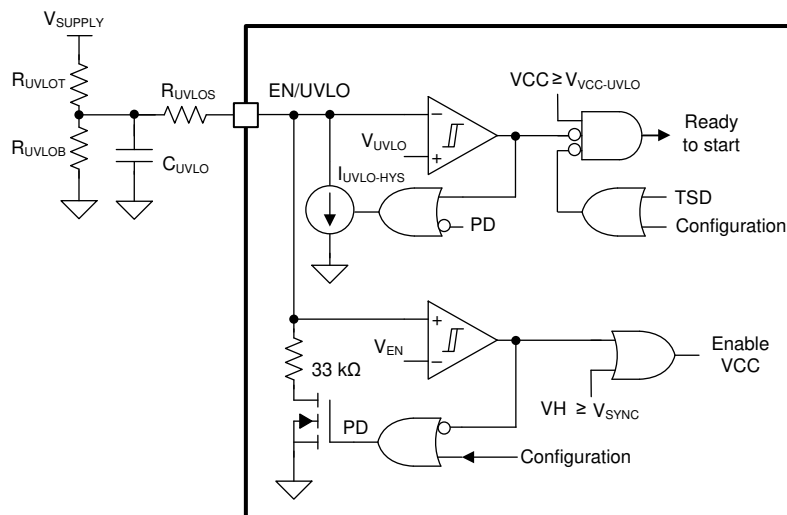 VSUPPLY
RUVLOT
RUVLOS
EN/UVLO
RUVLOB
CUVLO
VUVLO
−
+
IUVLO-HYS
PD
VCC ≥ VVCC-UVLO
Ready
to start
TSD
Configuration
VEN
+
−
33 kΩ
PD
Enable
VCC
VH ≥ VSYNC
Configuration